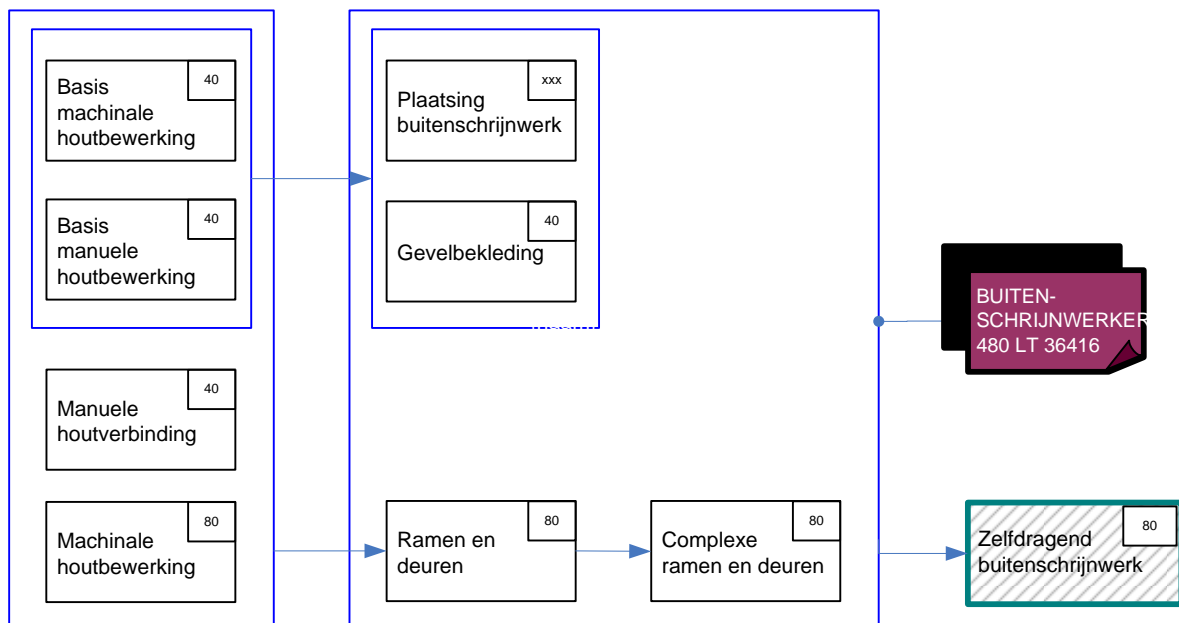 Basis
machinale
houtbewerking
40
Basis
manuele
houtbewerking
40
Manuele
houtverbinding
40
Machinale
houtbewerking
80
Plaatsing
buitenschrijnwerk
xxx
Gevelbekleding
40
Ramen en
deuren
80
Complexe
ramen en deuren
80
BUITEN-
SCHRIJNWERKER
480 LT 36416
Zelfdragend
buitenschrijnwerk
80